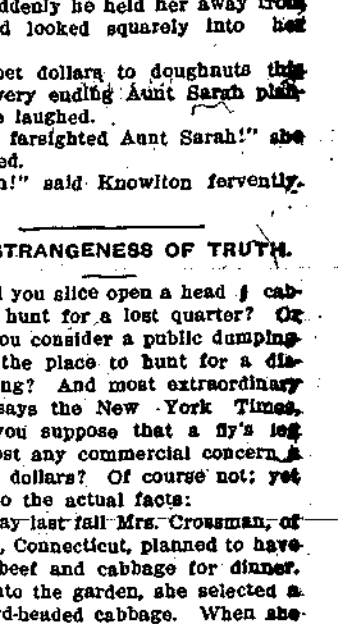 ddenly he held her away from
d looked squarely into her
bet dollars to doughnuts this
very ending Aunt Sarah plan-
laughed.
farsighted Aunt Sarah!" she
ed.
h!" said Knowlton fervently.
STRANGENESS OF TRUTH.
you slice open a head cab-
hunt for a lost quarter? Or
ou consider a public dumping-
the place to hunt for a dia-
ng? And most extraordinary
says the New York Times,
you suppose that a fly's leg
ost any commercial concern
dollars? Of course not; yet
o the actual facts:
ay last fall Mrs. Crossman, of
, Connecticut, planned to have
beef and cabbage for dinner.
nto the garden, she selected a
rd-headed cabbage. When she